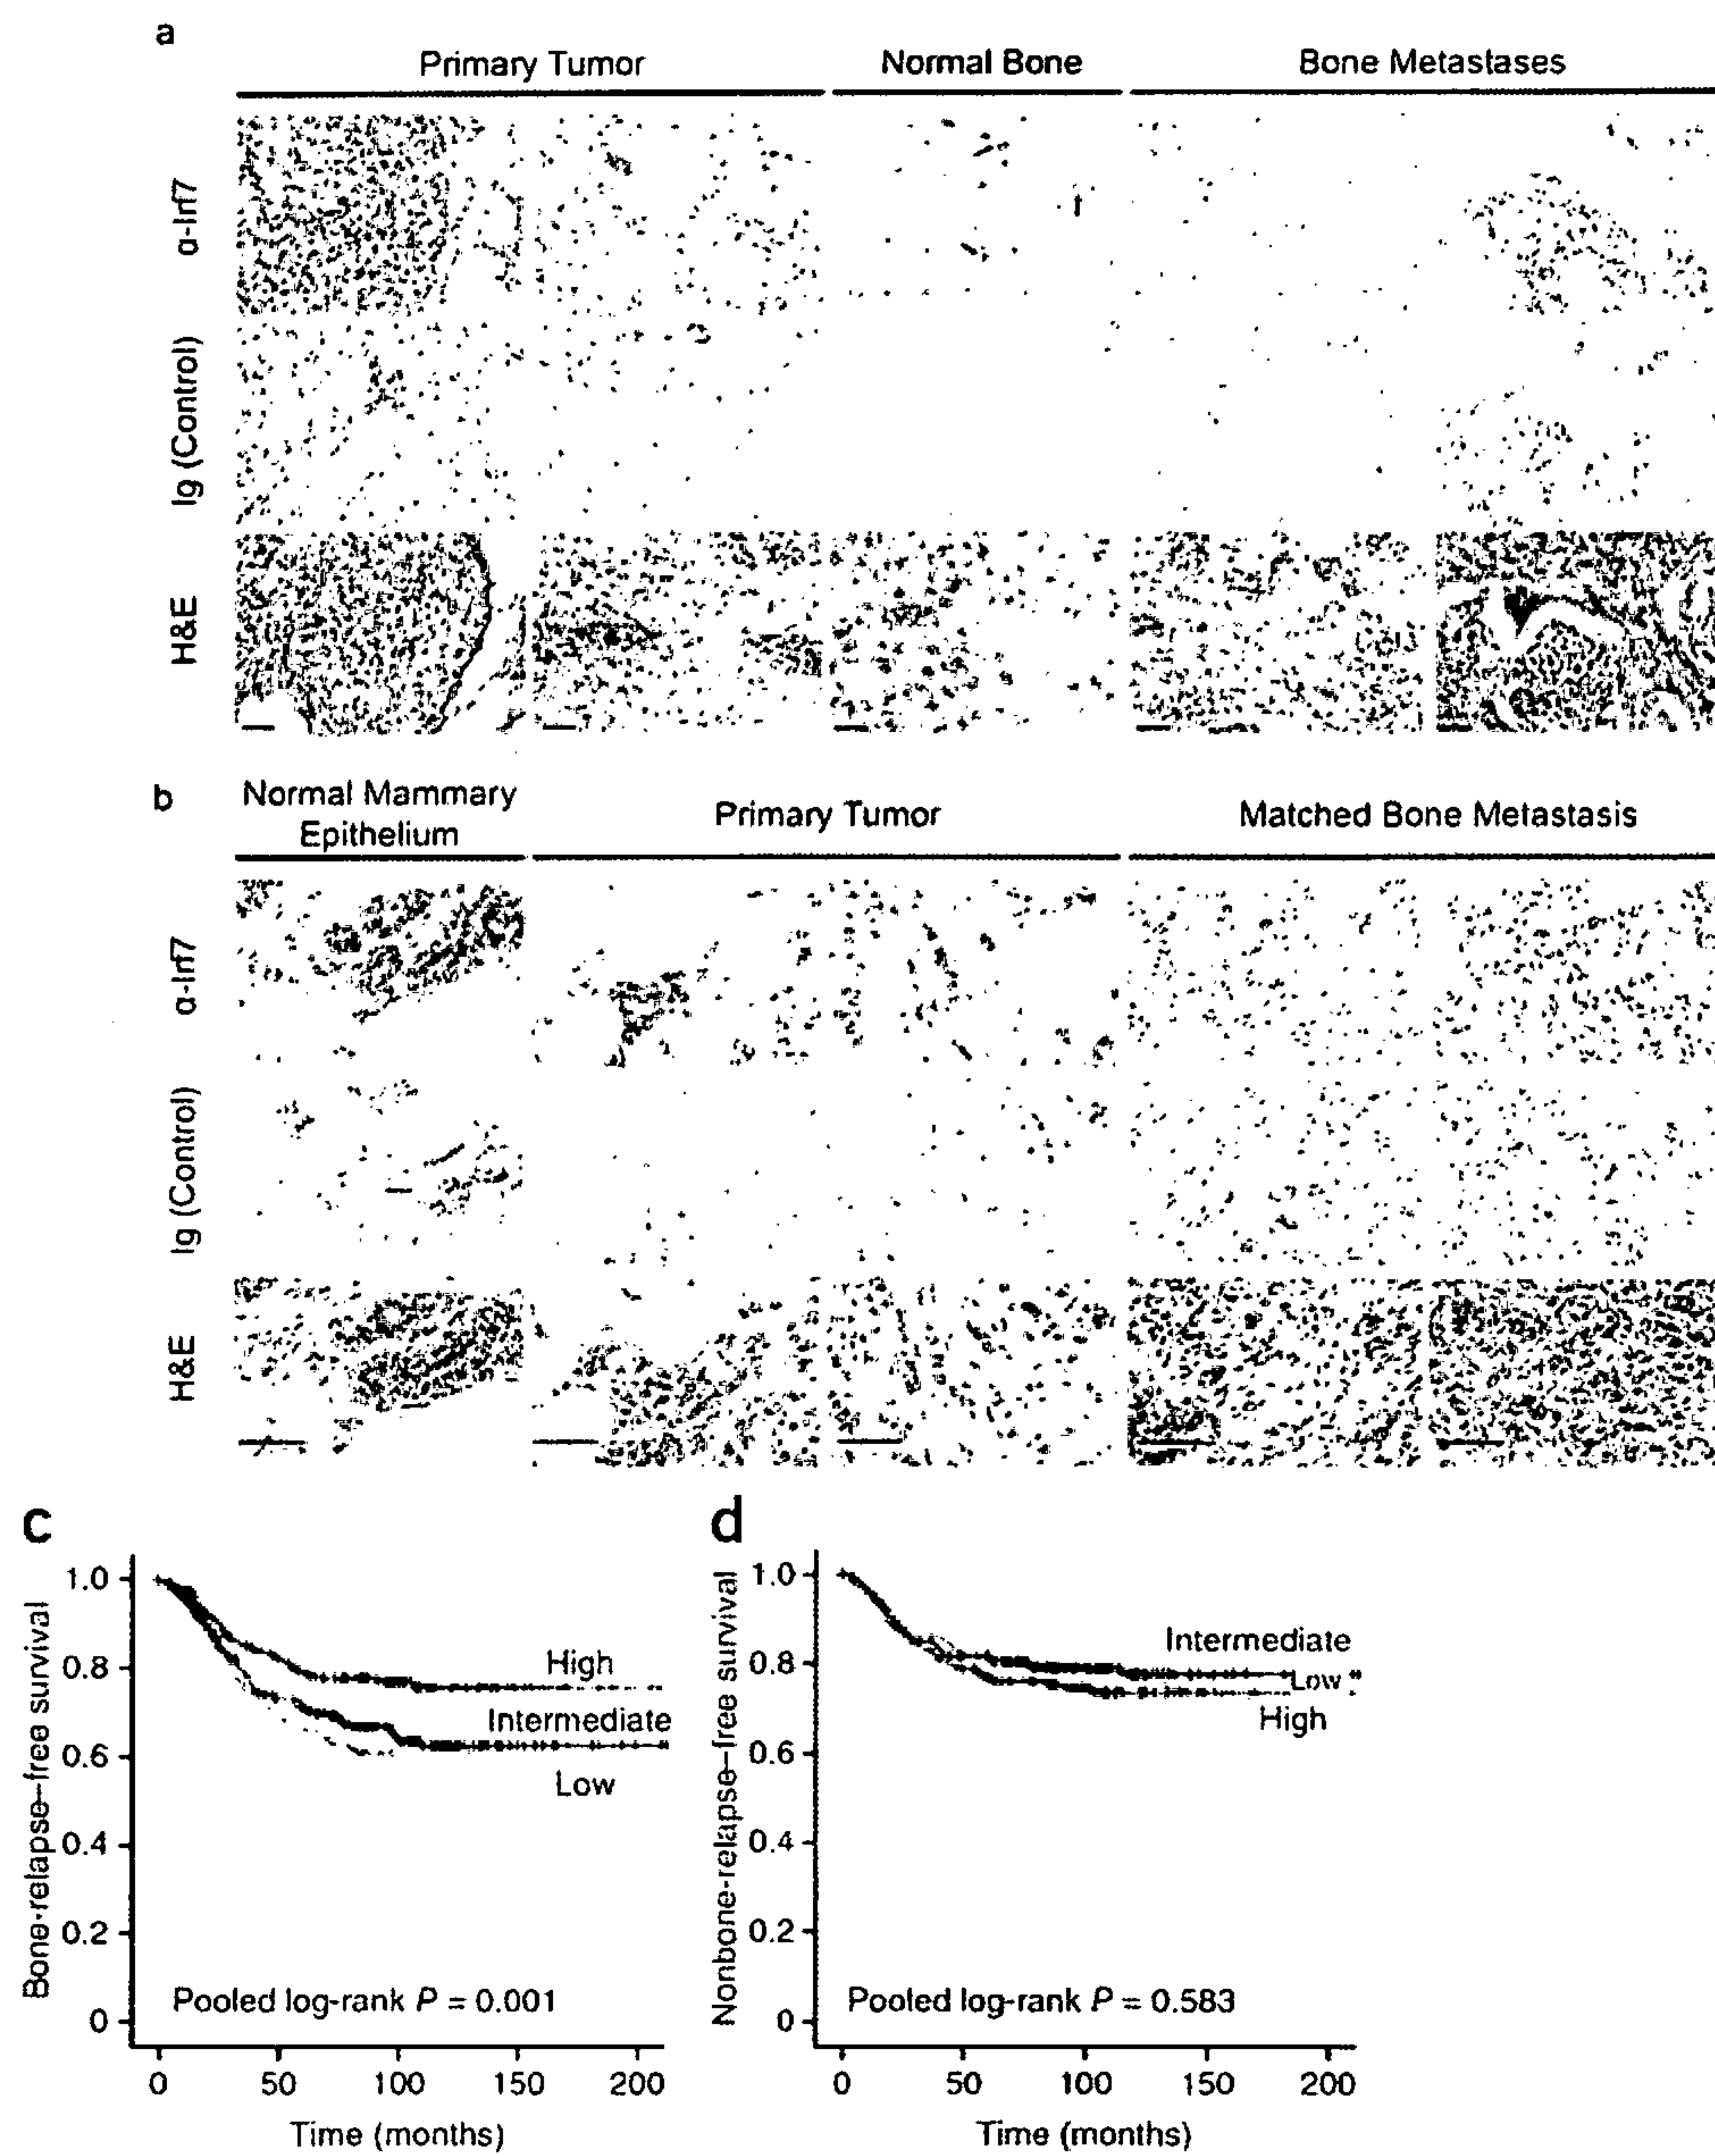 a
Primary Tumor
Normal Bone
Bone Metastases
α-Irf7
Ig (Control)
H&E
b
Normal Mammary
Epithelium
Primary Tumor
Matched Bone Metastasis
α-Irf7
Ig (Control)
H&E
c
Bone-relapse–free survival
1.0
0.8
0.6
0.4
0.2
0
High
Intermediate
Low
Pooled log-rank P = 0.001
0 50 100 150 200
Time (months)
d
Nonbone-relapse–free survival
1.0
0.8
0.6
0.4
0.2
0
Intermediate
Low
High
Pooled log-rank P = 0.583
0 50 100 150 200
Time (months)